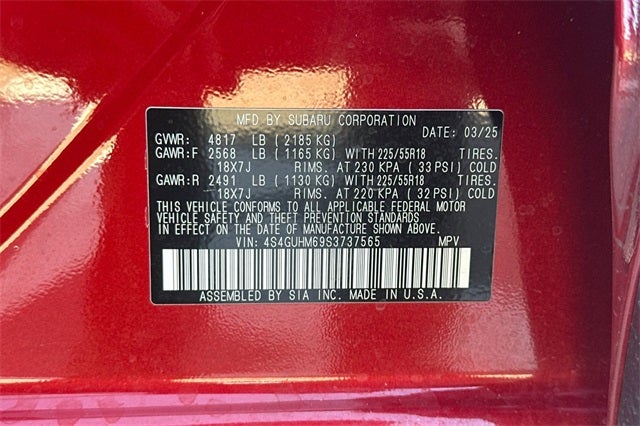 MFD BY SUBARU CORPORATION
GVWR: 4817 LB (2185 KG) DATE: 03/25
GAWR:F 2568 LB (1165 KG) WITH 225/55R18 TIRES.
18X7J RIMS. AT 230 KPA (33 PSI) COLD
GAWR:R 2491 LB (1130 KG) WITH 225/55R18 TIRES.
18X7J RIMS. AT 220 KPA (32 PSI) COLD
THIS VEHICLE CONFORMS TO ALL APPLICABLE FEDERAL MOTOR
VEHICLE SAFETY AND THEFT PREVENTION STANDARDS
IN EFFECT ON THE DATE OF MANUFACTURE SHOWN ABOVE.
VIN: 4S4GUHM69S3737565 MPV
ASSEMBLED BY SIA INC. MADE IN U.S.A.